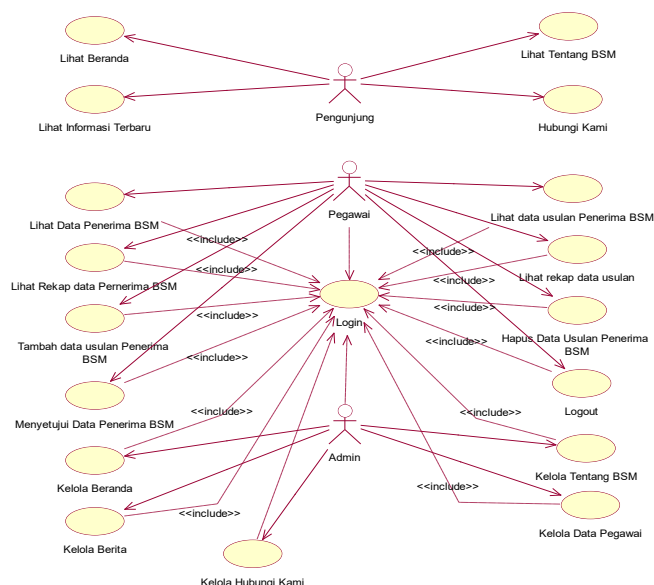 Lihat Beranda
Lihat Tentang BSM
Lihat Informasi Terbaru
Pengunjung
Hubungi Kami
Lihat Data Penerima BSM
Pegawai
Lihat data usulan Penerima BSM
<<include>>
<<include>>
Lihat Rekap data Pernerima BSM
<<include>>
<<include>>
Lihat rekap data usulan
<<include>>
<<include>>
Login
Tambah data usulan Penerima
BSM
Hapus Data Usulan Penerima
BSM
<<include>>
<<include>>
Menyetujui Data Penerima BSM
Logout
<<include>>
<<include>>
Kelola Beranda
Admin
Kelola Tentang BSM
<<include>>
<<include>>
Kelola Berita
Kelola Data Pegawai
Kelola Hubungi Kami